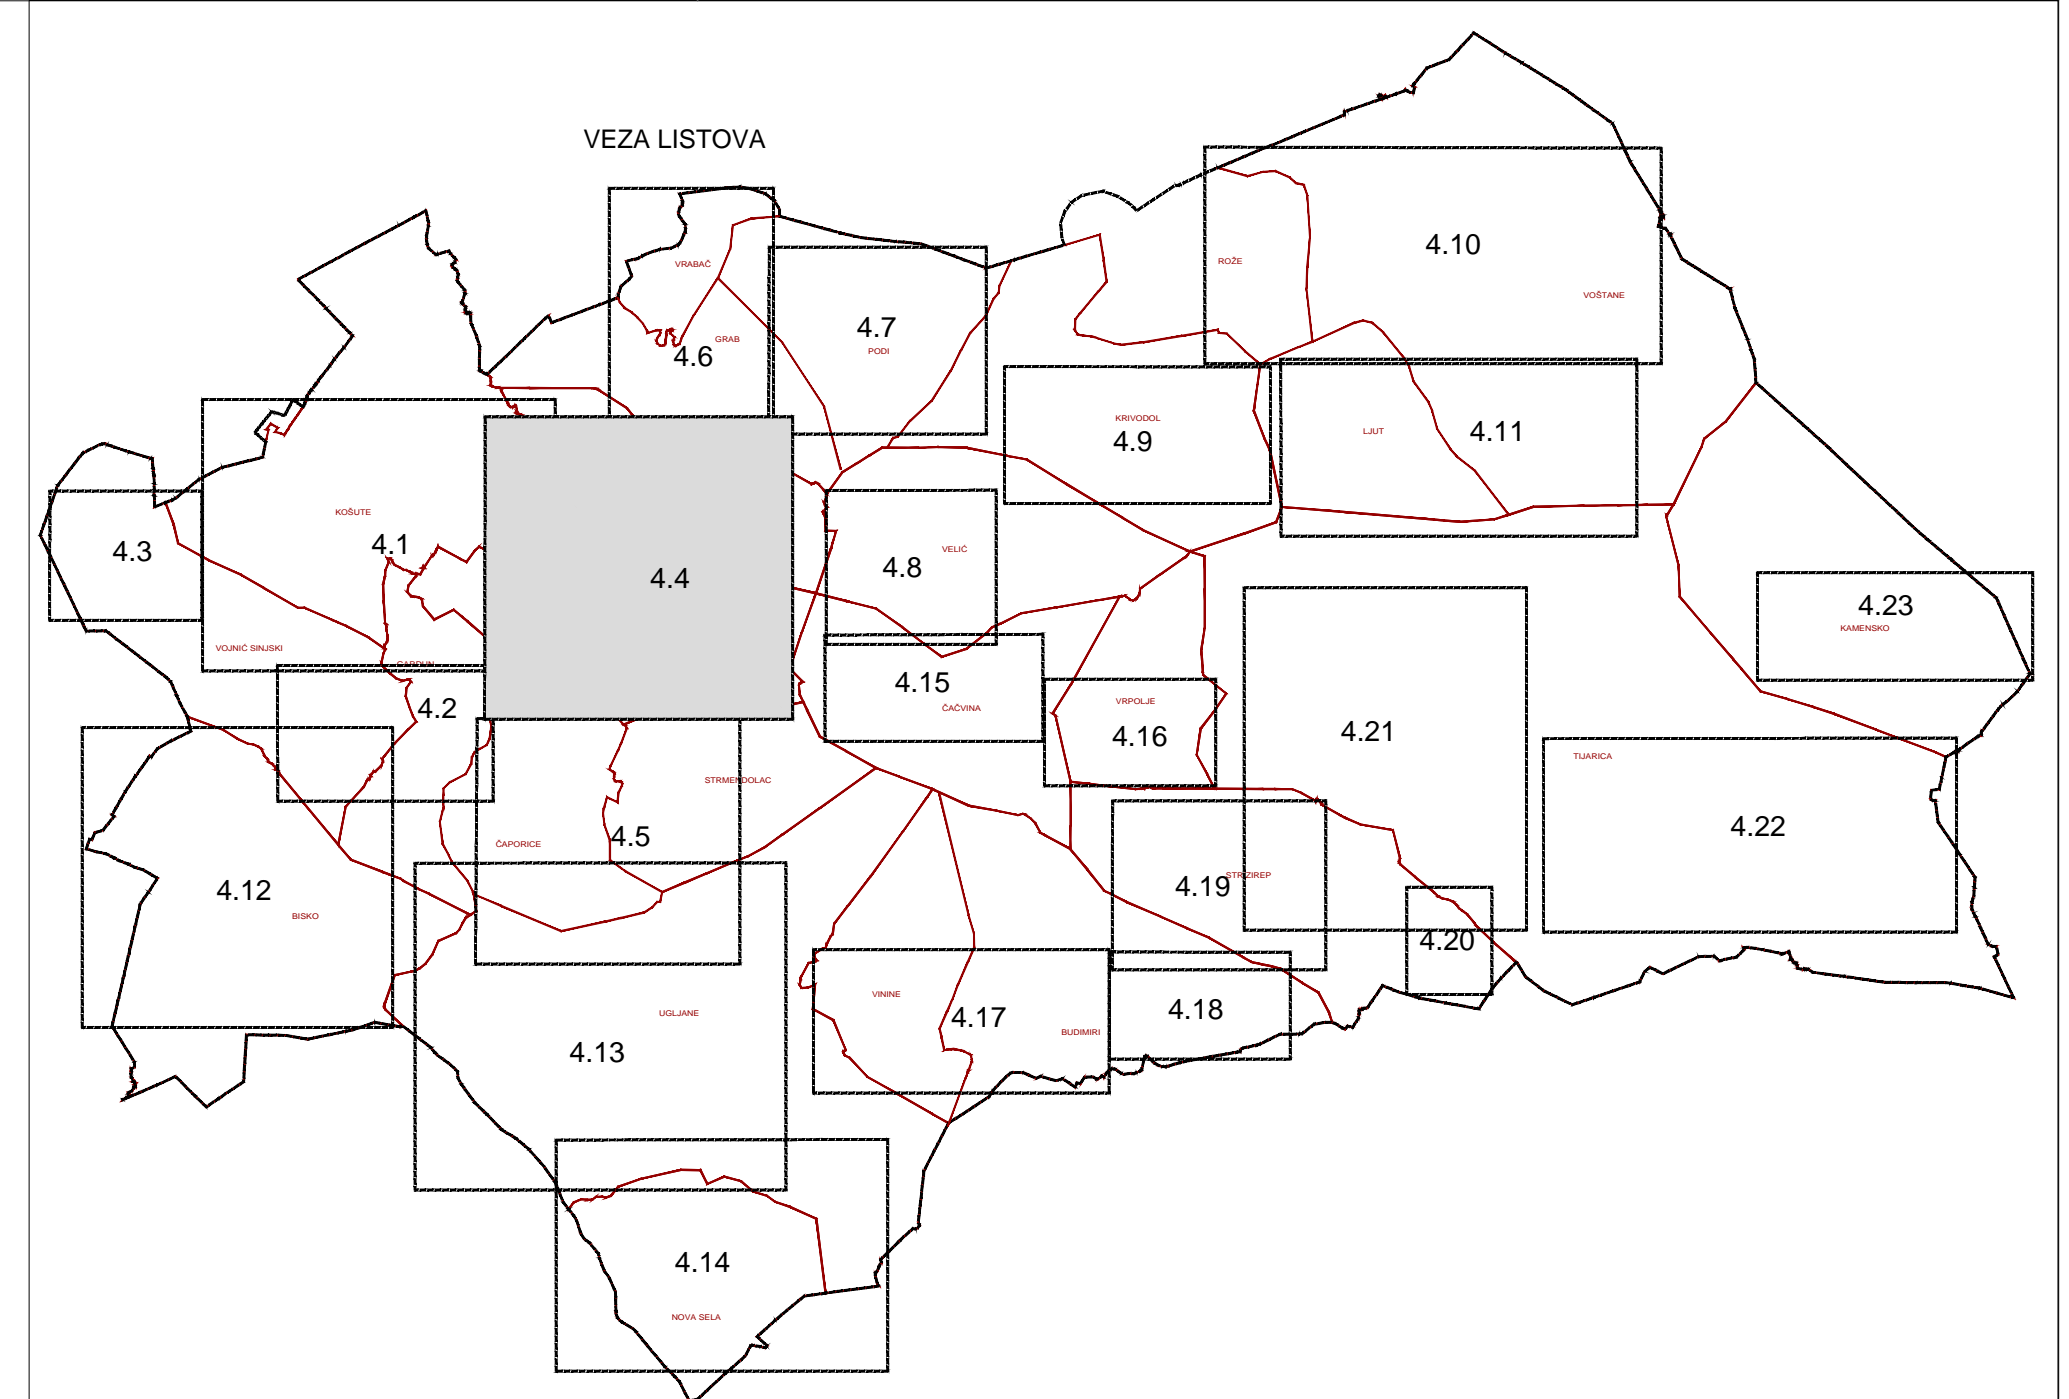 VEZA LISTOVA
4.10
ROŽE
VOŠTANE
VRABAČ
GRAB
4.6
4.7
PODI
KRIVODOL
4.9
LJUT
4.11
KOŠUTE
4.1
4.3
4.4
VELIĆ
4.8
4.23
KAMENSKO
VOJNIĆ SINJSKI
GARDUN
4.2
4.15
ČAČVINA
VRPOLJE
4.16
4.21
TIJARICA
4.22
STRMENDOLAC
ČAPORICE
4.5
4.12
BISKO
4.19
STRIZIREP
4.20
VININE
4.17
BUDIMIRI
4.18
UGLJANE
4.13
4.14
NOVA SELA